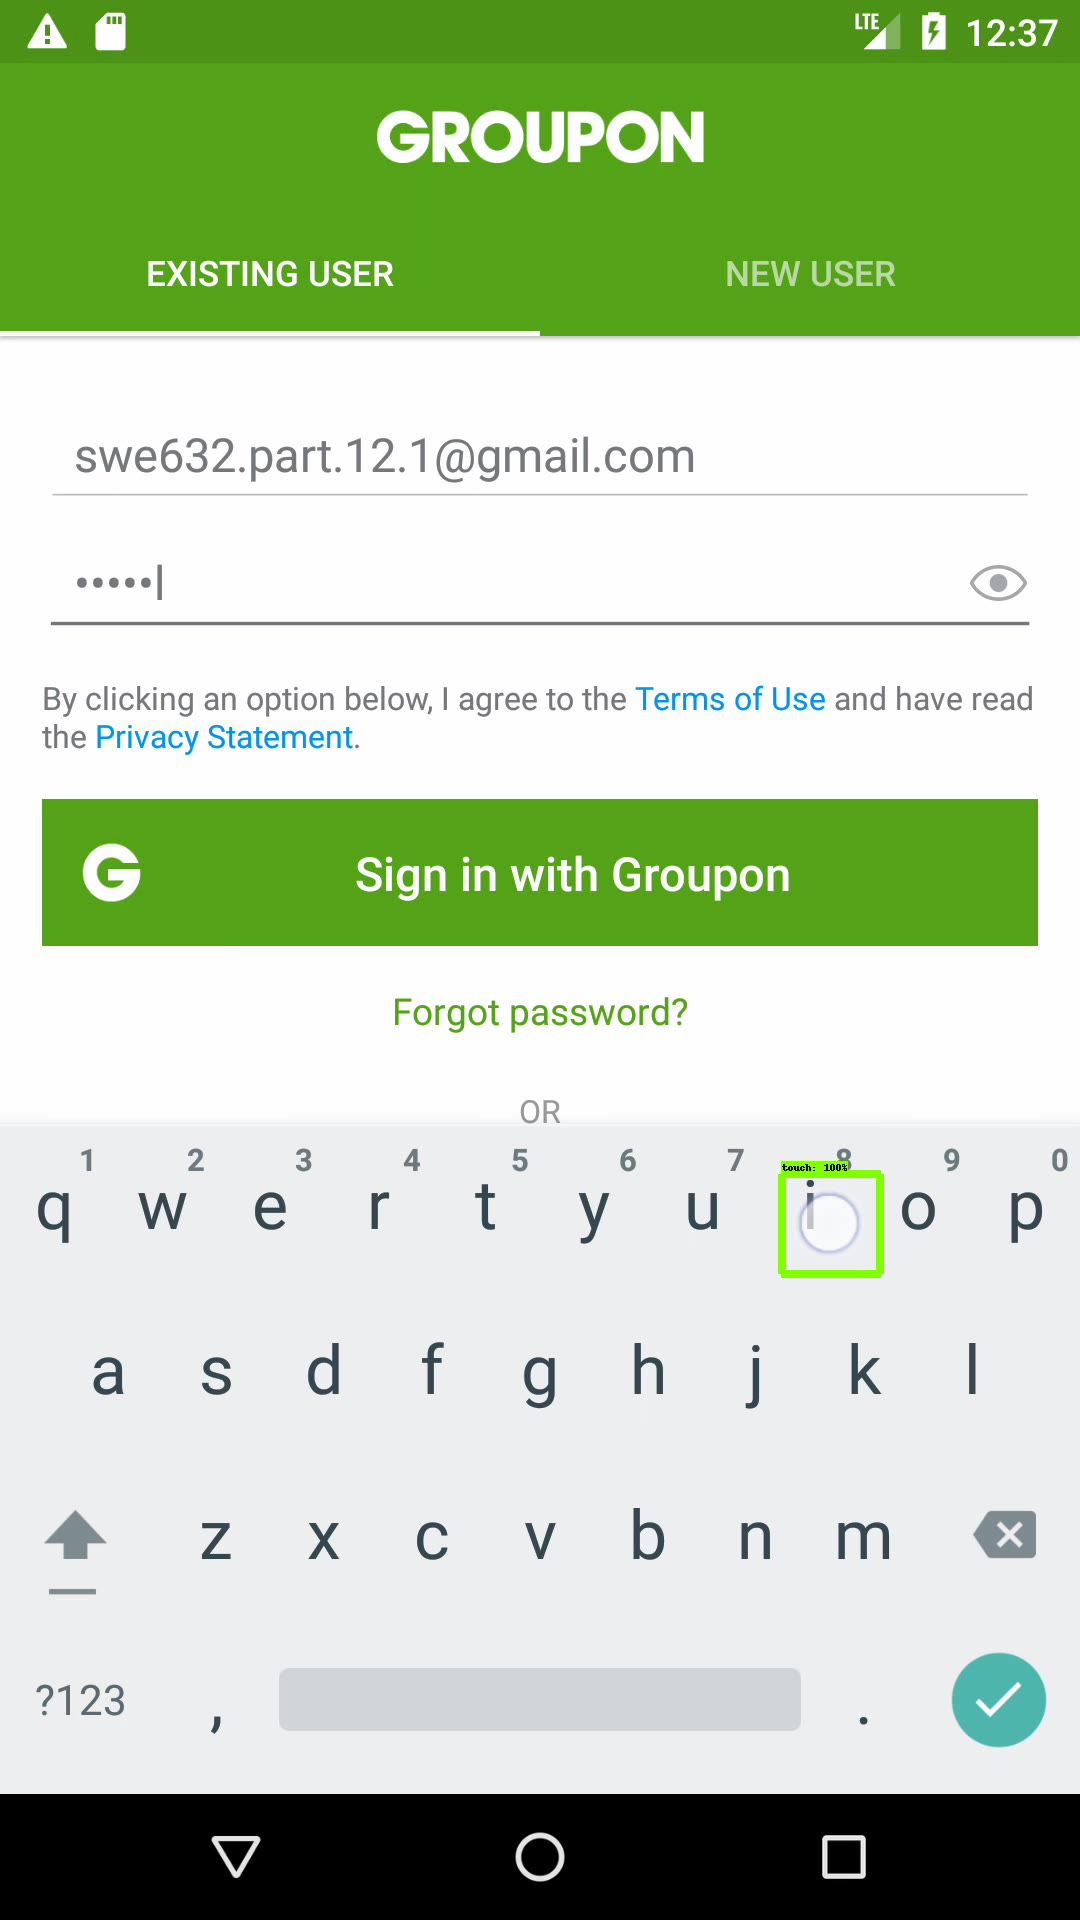 LTE 12:37
GROUPON
EXISTING USER NEW USER
swe632.part.12.1@gmail.com
•••••
By clicking an option below, I agree to the Terms of Use and have read
the Privacy Statement.
G Sign in with Groupon
Forgot password?
OR
1 2 3 4 5 6 7 8 9 0
touch: 100%
q w e r t y u i o p
a s d f g h j k l
z x c v b n m
?123 , .